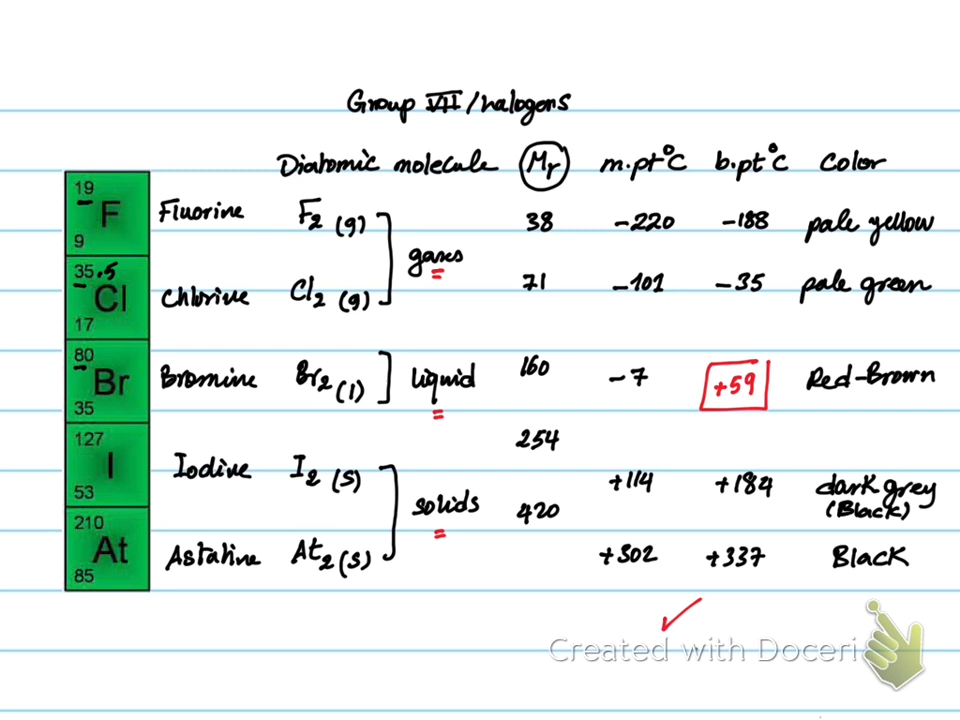 Group VII/halogons
Diatomic molecule Mr m.pt°C b.pt°C Color
19 F 9 Fluorine F2 (g) 38 -220 -188 pale yellow
gases
35.5 Cl 17 Chlorine Cl2 (g) 71 -101 -35 pale green
80 Br 35 Bromine Br2 (l) liquid 160 -7 +59 Red-Brown
127 I 53 Iodine I2 (s) 254 +114 +184 dark grey
(Black)
solids
210 At 85 Astatine At2 (s) 420 +302 +337 Black
Created with Doceri